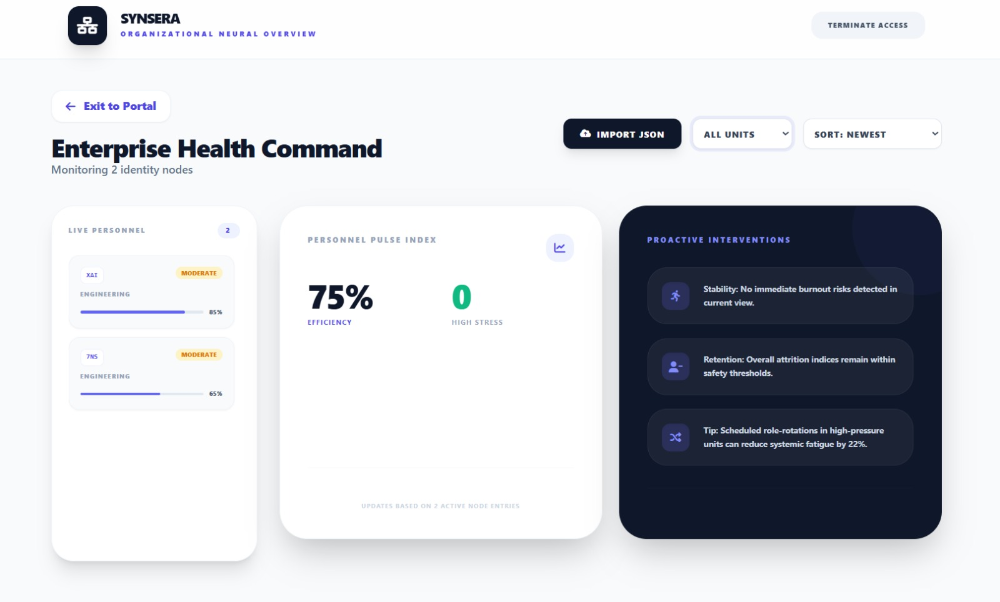 SYNSERA
ORGANIZATIONAL NEURAL OVERVIEW
TERMINATE ACCESS
Exit to Portal
Enterprise Health Command
Monitoring 2 identity nodes
IMPORT JSON
ALL UNITS
SORT: NEWEST
LIVE PERSONNEL
2
XAI
MODERATE
ENGINEERING
85%
7NS
MODERATE
ENGINEERING
65%
PERSONNEL PULSE INDEX
75%
EFFICIENCY
0
HIGH STRESS
UPDATES BASED ON 2 ACTIVE NODE ENTRIES
PROACTIVE INTERVENTIONS
Stability: No immediate burnout risks detected in
current view.
Retention: Overall attrition indices remain within
safety thresholds.
Tip: Scheduled role-rotations in high-pressure
units can reduce systemic fatigue by 22%.